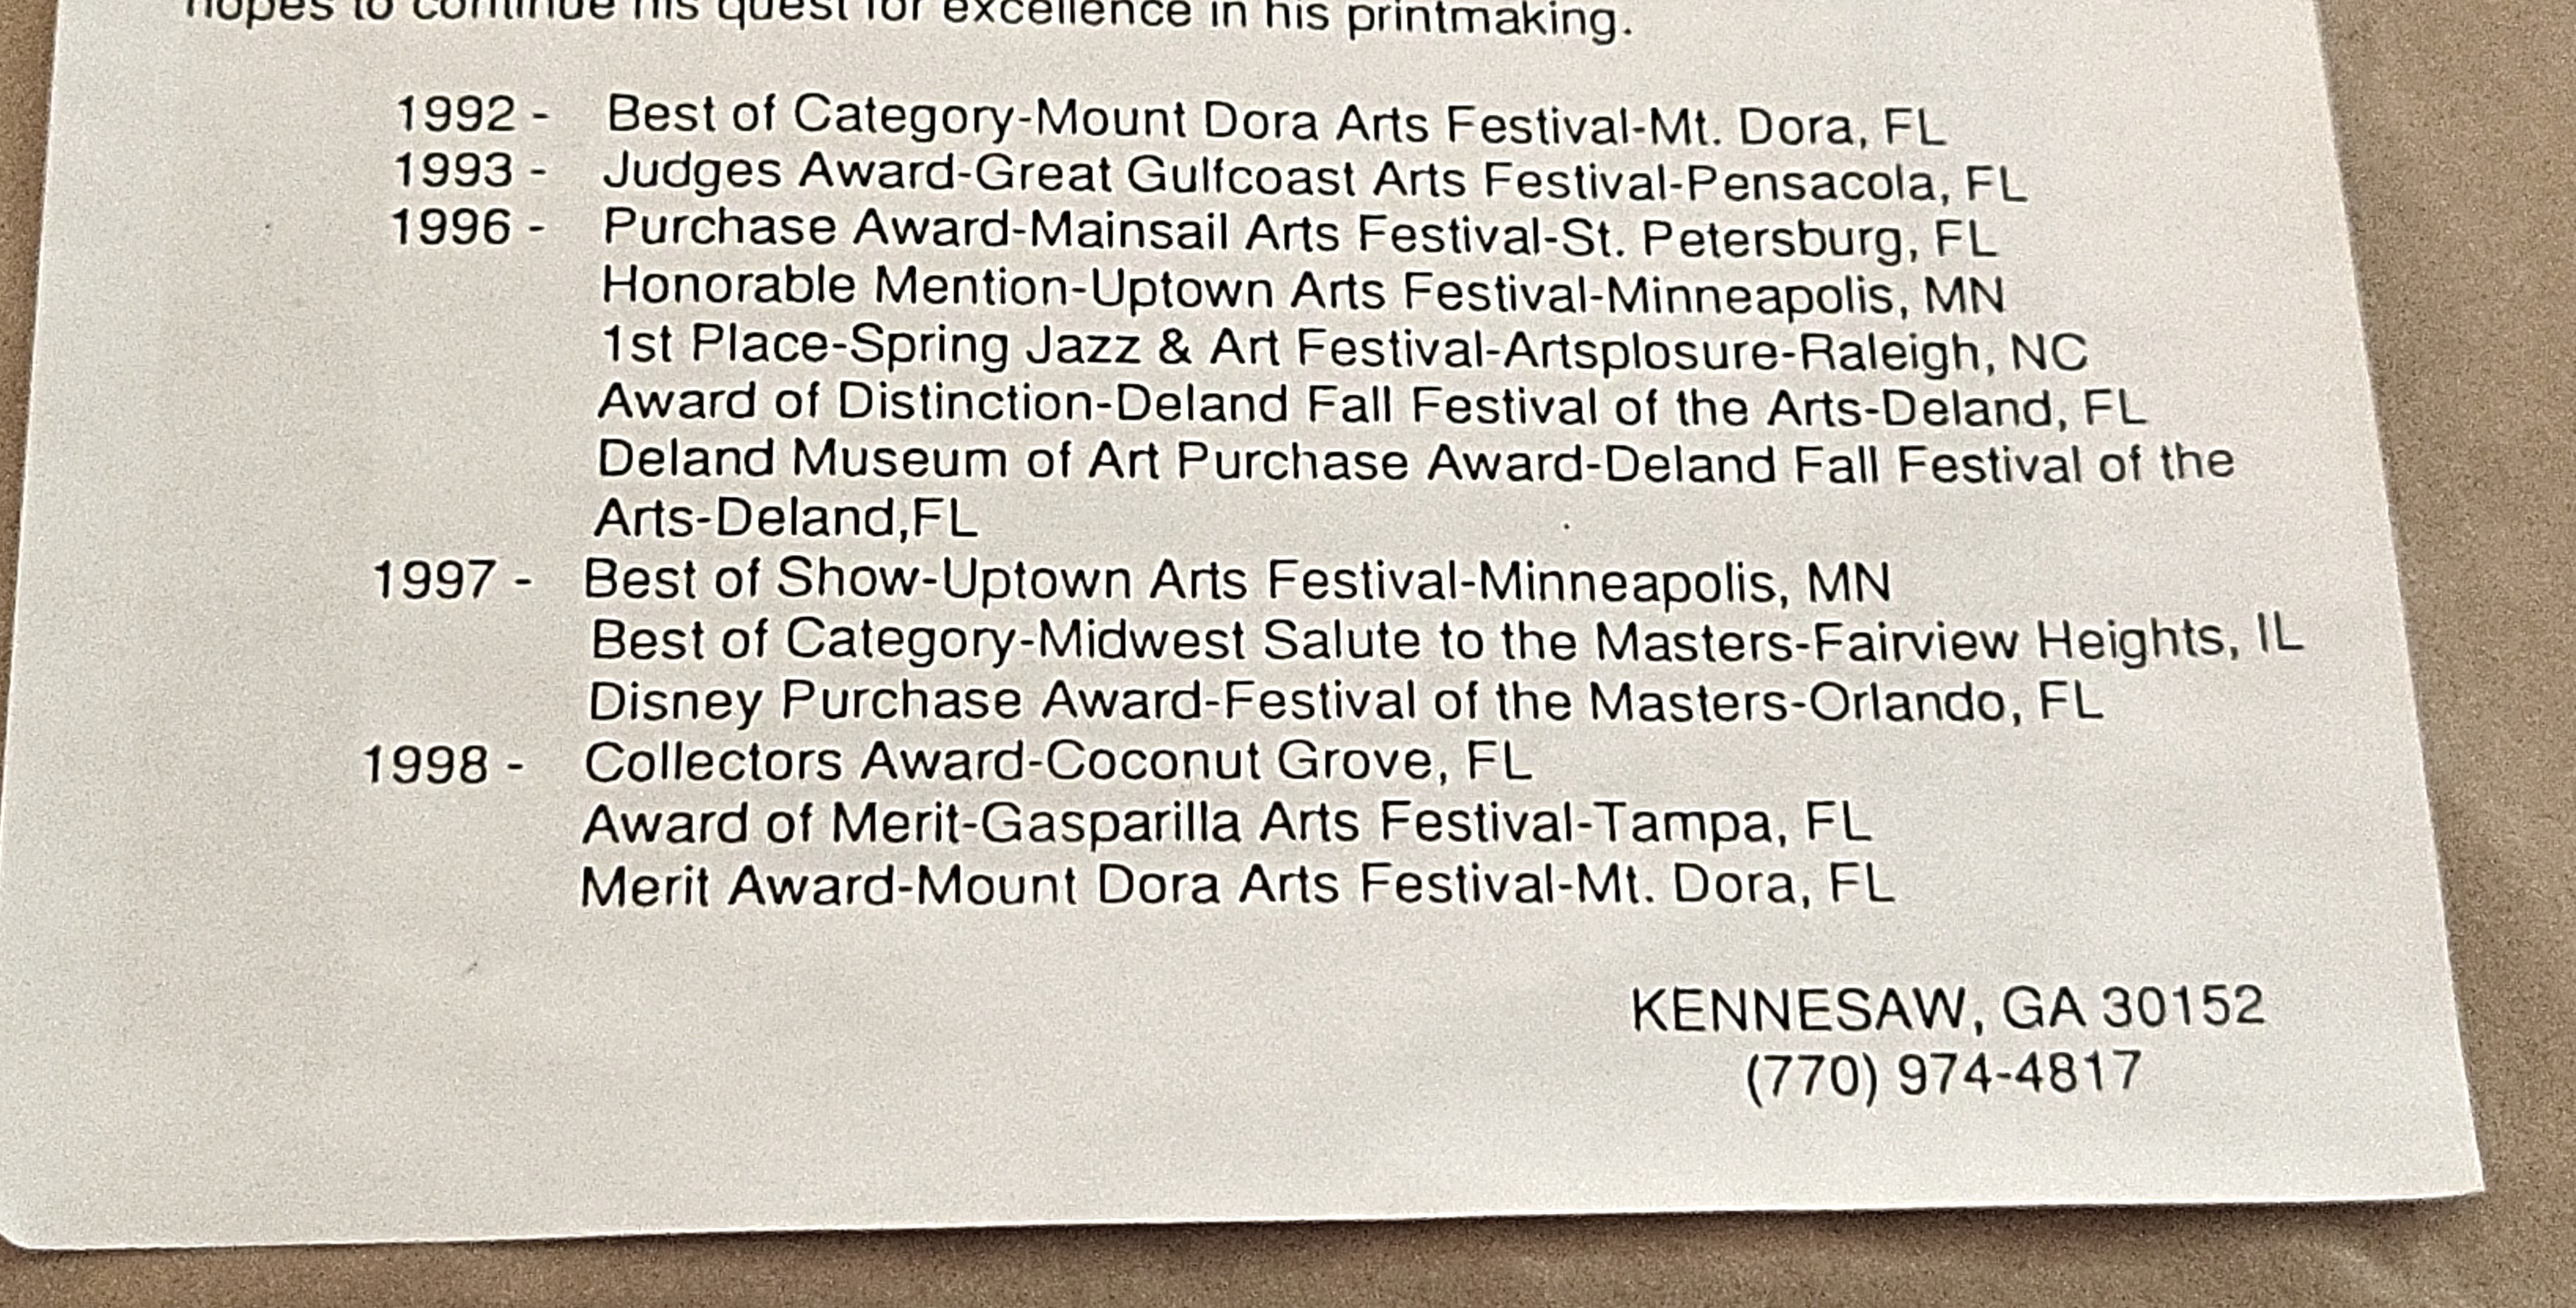 hopes to continue his quest for excellence in his printmaking.
1992 - Best of Category-Mount Dora Arts Festival-Mt. Dora, FL
1993 - Judges Award-Great Gulfcoast Arts Festival-Pensacola, FL
1996 - Purchase Award-Mainsail Arts Festival-St. Petersburg, FL
Honorable Mention-Uptown Arts Festival-Minneapolis, MN
1st Place-Spring Jazz & Art Festival-Artsplosure-Raleigh, NC
Award of Distinction-Deland Fall Festival of the Arts-Deland, FL
Deland Museum of Art Purchase Award-Deland Fall Festival of the
Arts-Deland,FL
1997 - Best of Show-Uptown Arts Festival-Minneapolis, MN
Best of Category-Midwest Salute to the Masters-Fairview Heights, IL
Disney Purchase Award-Festival of the Masters-Orlando, FL
1998 - Collectors Award-Coconut Grove, FL
Award of Merit-Gasparilla Arts Festival-Tampa, FL
Merit Award-Mount Dora Arts Festival-Mt. Dora, FL
KENNESAW, GA 30152
(770) 974-4817